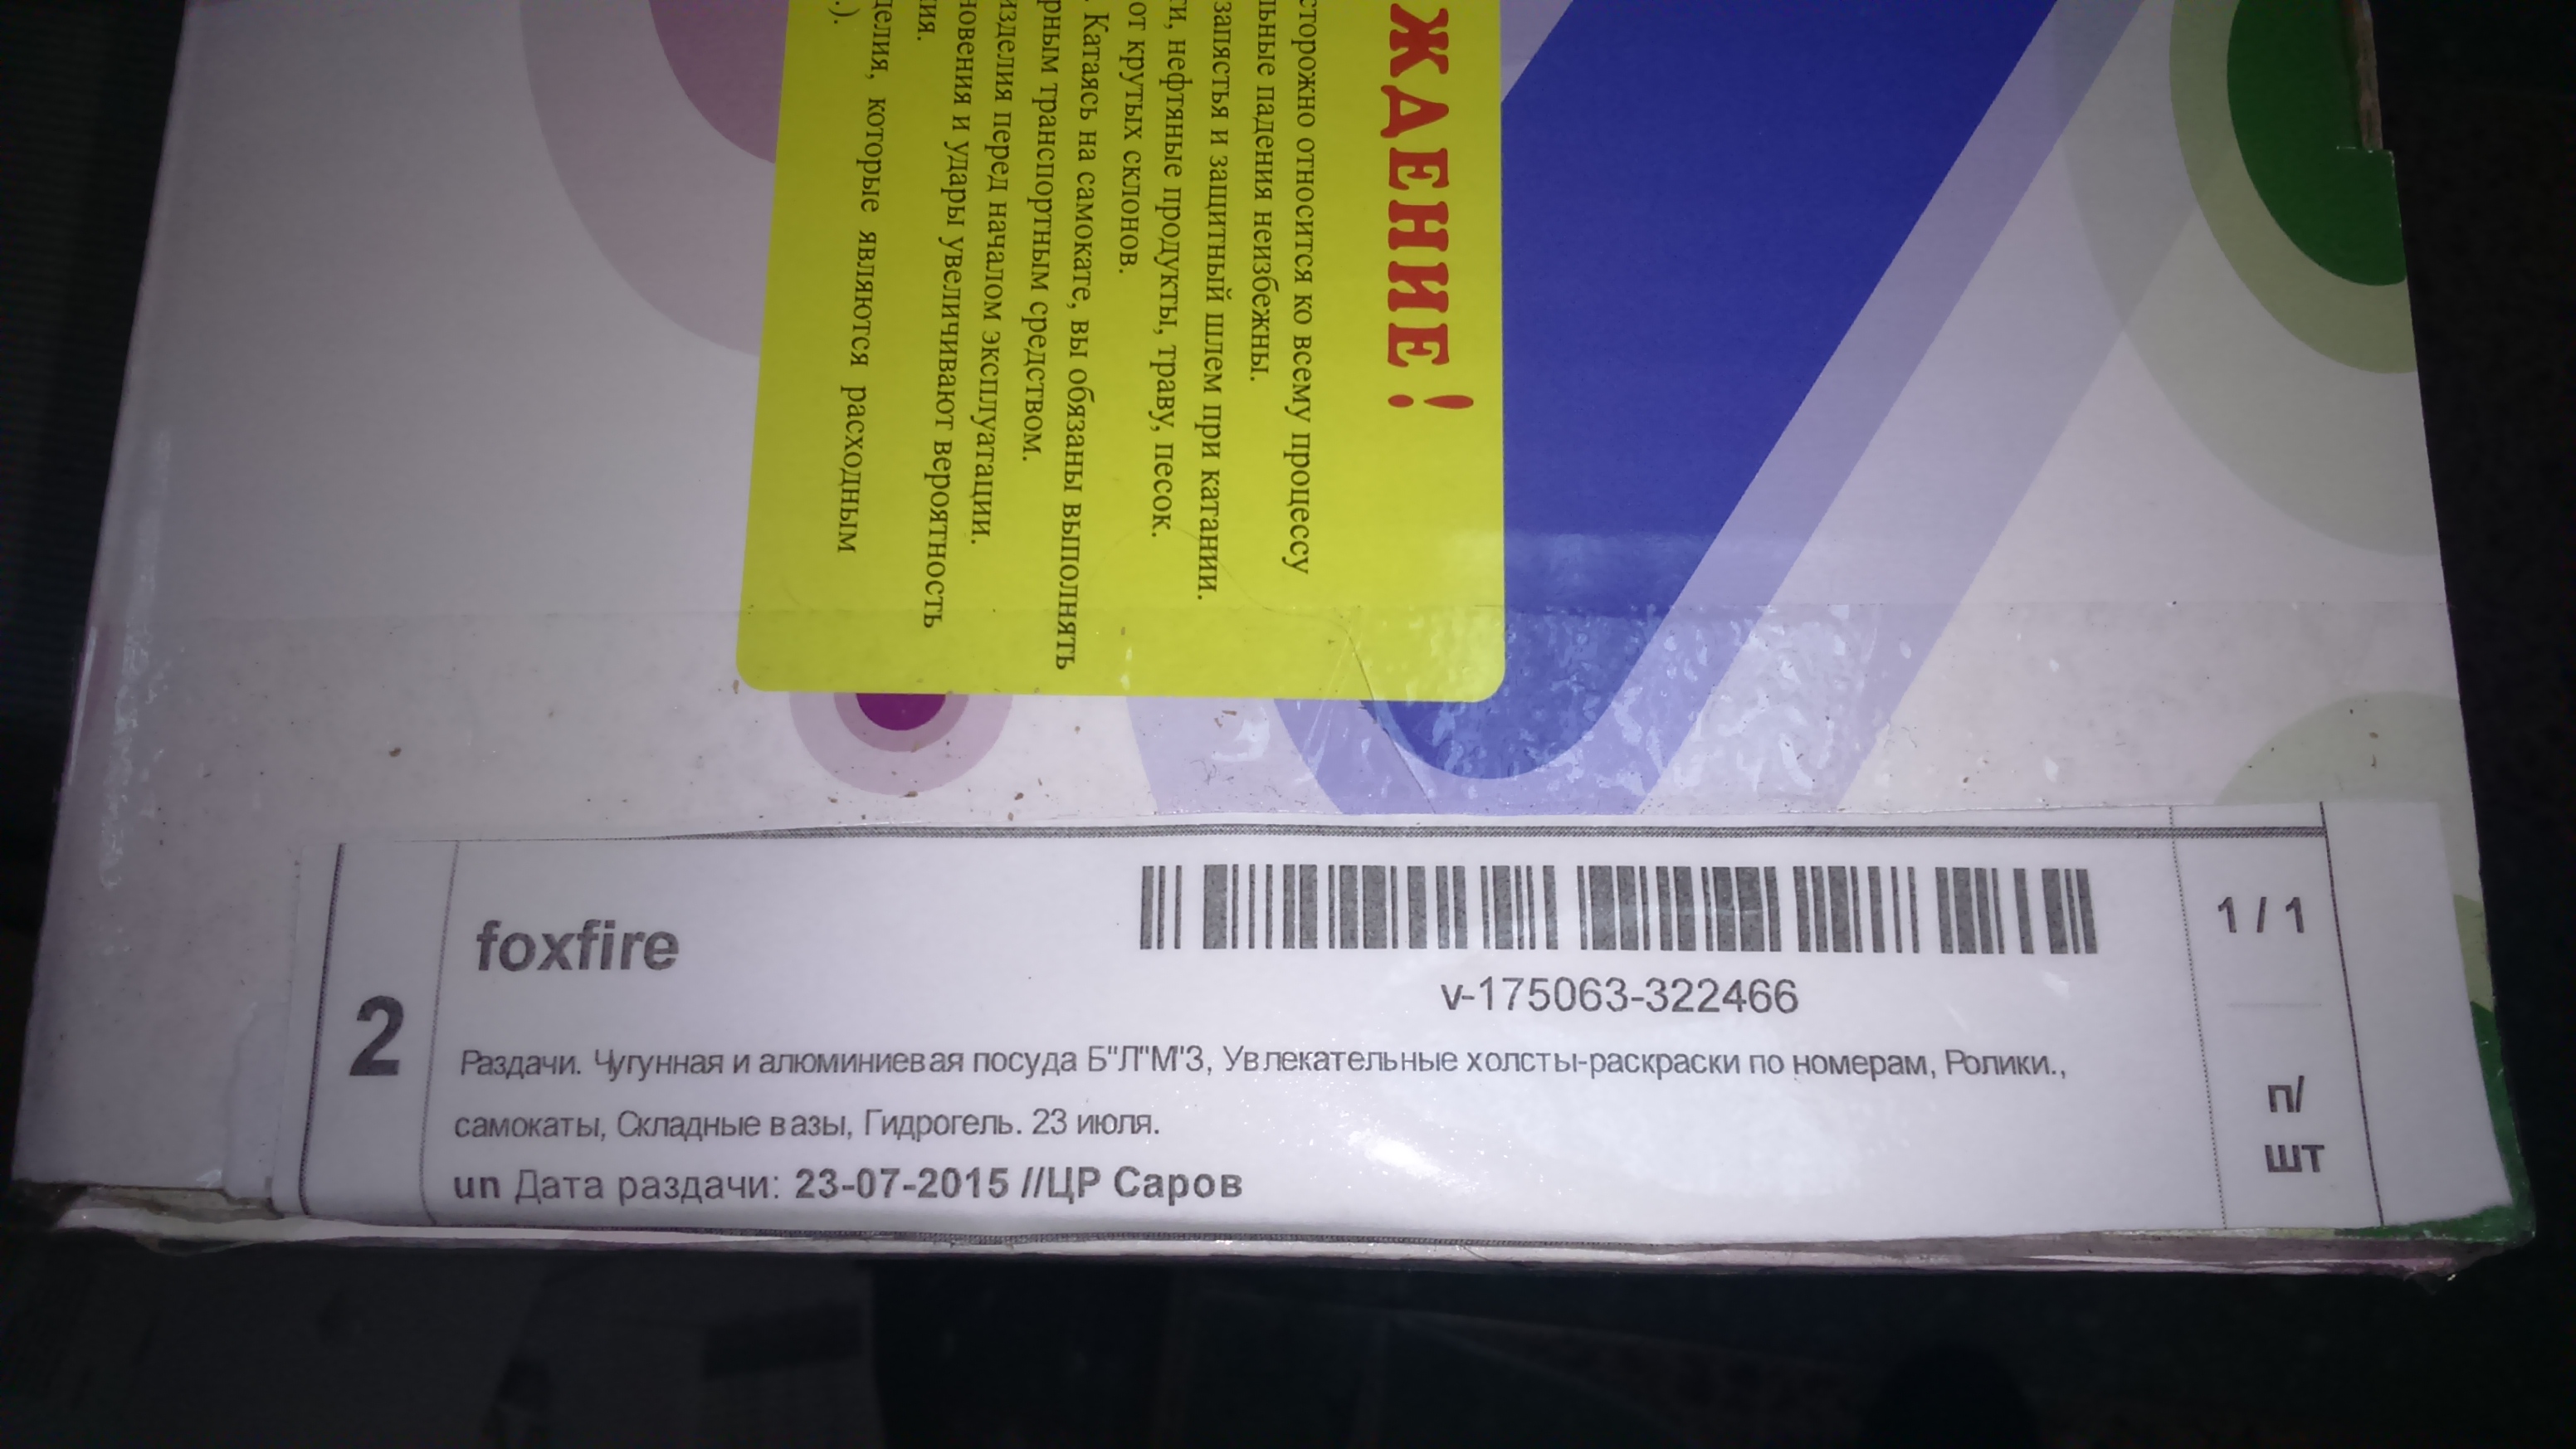 ЖДЕНИЕ!
сторожно относится ко всему процессу
льные падения неизбежны.
запястья и защитный шлем при катании.
ти, нефтяные продукты, траву, песок.
от крутых склонов.
. Катаясь на самокате, вы обязаны выполнять
рным транспортным средством.
изделия перед началом эксплуатации.
новения и удары увеличивают вероятность
ия.
делия, которые являются расходным
.).
2
foxfire
v-175063-322466
1 / 1
Раздачи. Чугунная и алюминиевая посуда Б"Л"М'З, Увлекательные холсты-раскраски по номерам, Ролики.,
самокаты, Складные вазы, Гидрогель. 23 июля.
п/
шт
un Дата раздачи: 23-07-2015 //ЦР Саров